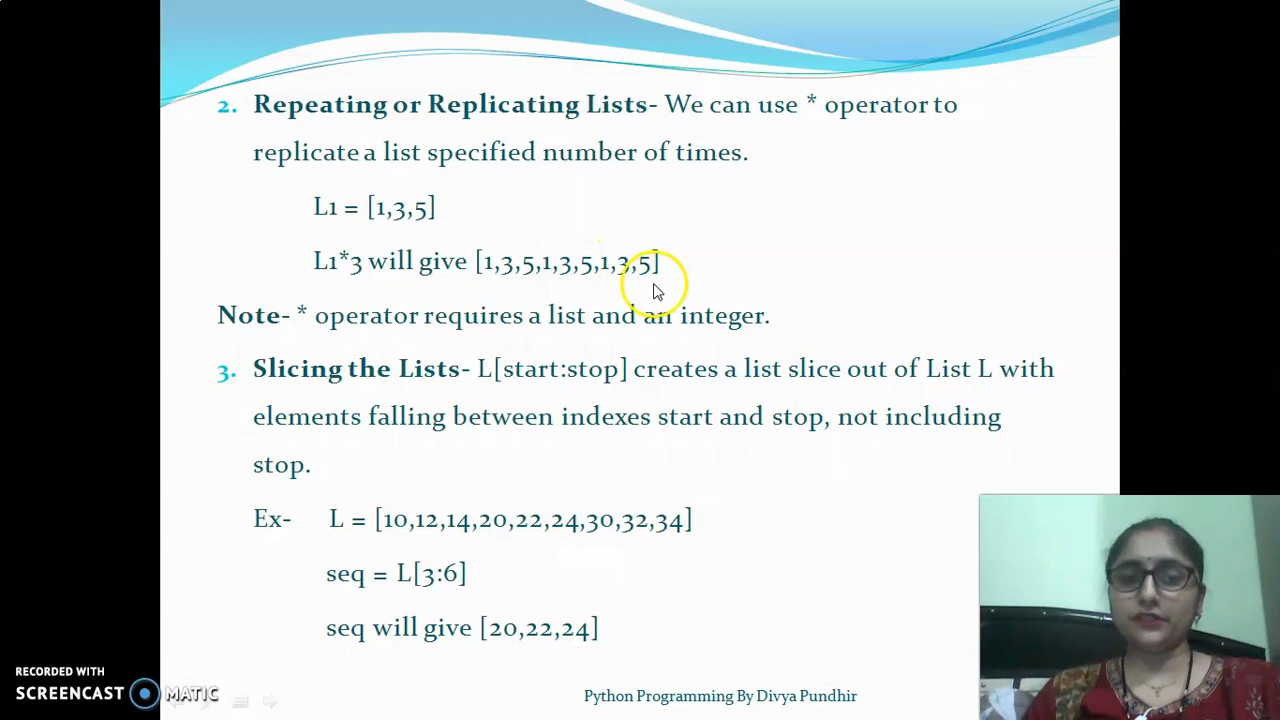 2. Repeating or Replicating Lists- We can use * operator to
replicate a list specified number of times.
L1 = [1,3,5]
L1*3 will give [1,3,5,1,3,5,1,3,5]
Note- * operator requires a list and an integer.
3. Slicing the Lists- L[start:stop] creates a list slice out of List L with
elements falling between indexes start and stop, not including
stop.
Ex- L = [10,12,14,20,22,24,30,32,34]
seq = L[3:6]
seq will give [20,22,24]
Python Programming By Divya Pundhir
RECORDED WITH
SCREENCAST MATIC